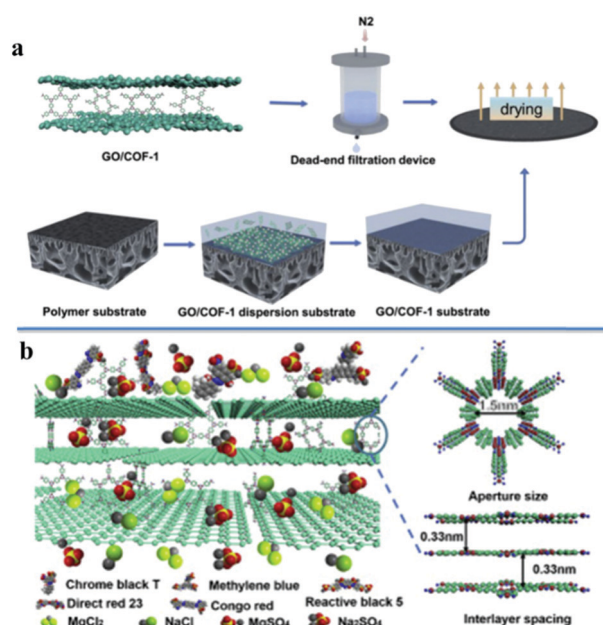 a
N2
GO/COF-1
Dead-end filtration device
drying
Polymer substrate
GO/COF-1 dispersion substrate
GO/COF-1 substrate
b
1.5nm
Aperture size
0.33nm
0.33nm
Interlayer spacing
Chrome black T
Methylene blue
Direct red 23
Congo red
Reactive black 5
MgCl₂
NaCl
MgSO₄
Na₂SO₄